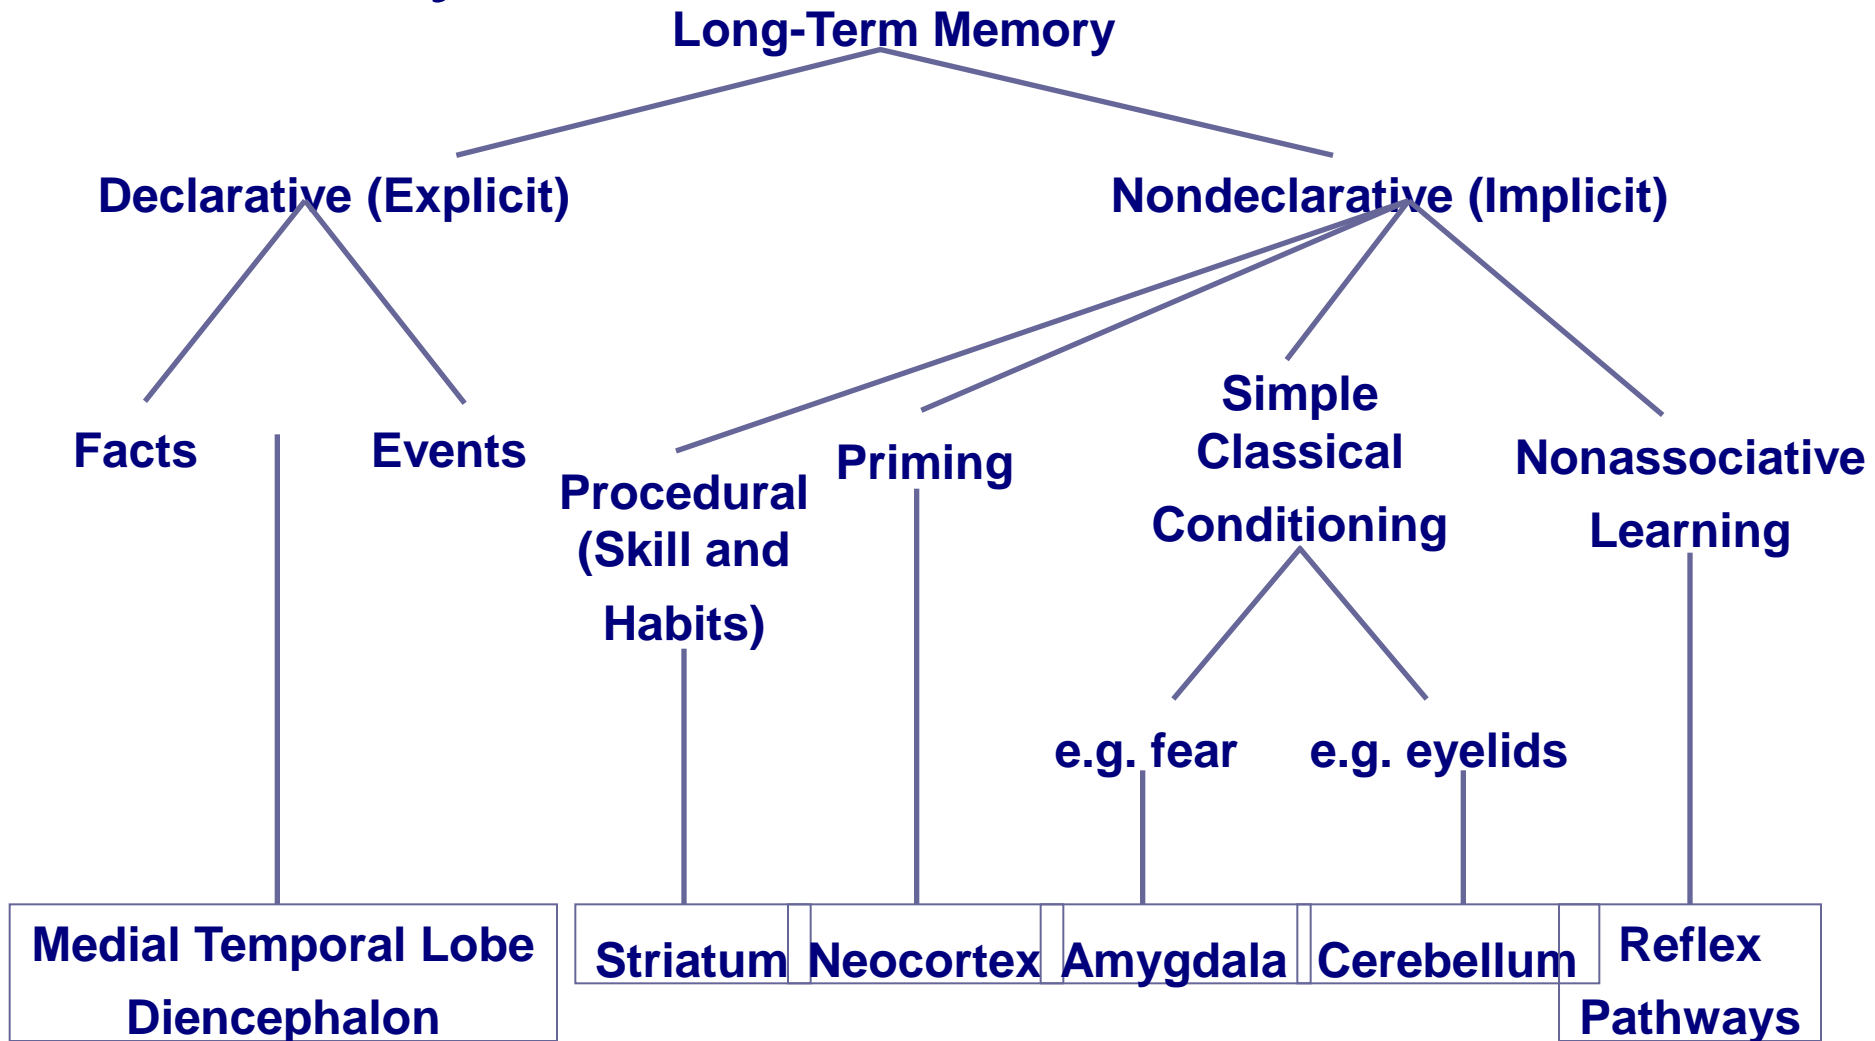 Long-Term Memory
Declarative (Explicit)
Nondeclarative (Implicit)
Facts
Events
Procedural
(Skill and
Habits)
Priming
Simple
Classical
Conditioning
Nonassociative
Learning
e.g. fear
e.g. eyelids
Medial Temporal Lobe
Diencephalon
Striatum
Neocortex
Amygdala
Cerebellum
Reflex
Pathways